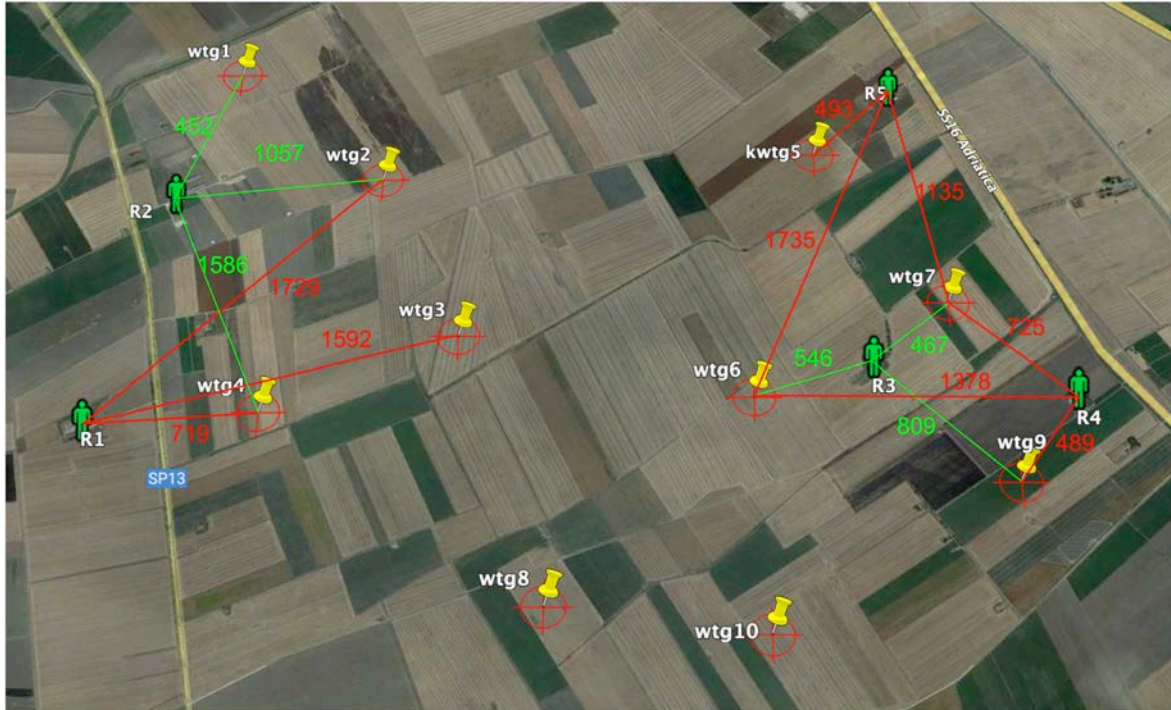 wtg1
R5
493
SS16 Adriatica
452
1057
wtg2
kwtg5
R2
1135
1735
1586
1729
wtg7
wtg3
1592
725
467
546
wtg6
R3
1378
wtg4
R4
R1
719
809
wtg9
489
SP13
wtg8
wtg10